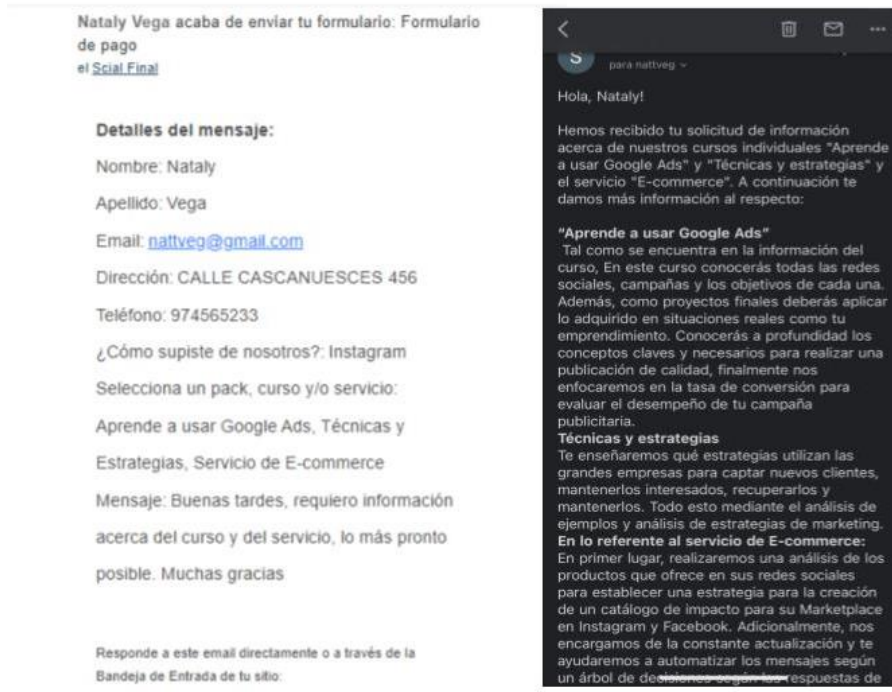 Nataly Vega acaba de enviar tu formulario: Formulario
de pago
el Scial Final
Detalles del mensaje:
Nombre: Nataly
Apellido: Vega
Email: nattveg@gmail.com
Dirección: CALLE CASCANUESCES 456
Teléfono: 974565233
¿Cómo supiste de nosotros?: Instagram
Selecciona un pack, curso y/o servicio:
Aprende a usar Google Ads, Técnicas y
Estrategias, Servicio de E-commerce
Mensaje: Buenas tardes, requiero información
acerca del curso y del servicio, lo más pronto
posible. Muchas gracias
Responde a este email directamente o a través de la
Bandeja de Entrada de tu sitio:
S
para nattveg
Hola, Nataly!
Hemos recibido tu solicitud de información
acerca de nuestros cursos individuales "Aprende
a usar Google Ads" y "Técnicas y estrategias" y
el servicio "E-commerce". A continuación te
damos más información al respecto:
"Aprende a usar Google Ads"
Tal como se encuentra en la información del
curso, En este curso conocerás todas las redes
sociales, campañas y los objetivos de cada una.
Además, como proyectos finales deberás aplicar
lo adquirido en situaciones reales como tu
emprendimiento. Conocerás a profundidad los
conceptos claves y necesarios para realizar una
publicación de calidad, finalmente nos
enfocaremos en la tasa de conversión para
evaluar el desempeño de tu campaña
publicitaria.
Técnicas y estrategias
Te enseñaremos qué estrategias utilizan las
grandes empresas para captar nuevos clientes,
mantenerlos interesados, recuperarlos y
mantenerlos. Todo esto mediante el análisis de
ejemplos y análisis de estrategias de marketing.
En lo referente al servicio de E-commerce:
En primer lugar, realizaremos una análisis de los
productos que ofrece en sus redes sociales
para establecer una estrategia para la creación
de un catálogo de impacto para su Marketplace
en Instagram y Facebook. Adicionalmente, nos
encargamos de la constante actualización y te
ayudaremos a automatizar los mensajes según
un árbol de decisiones según las respuestas de